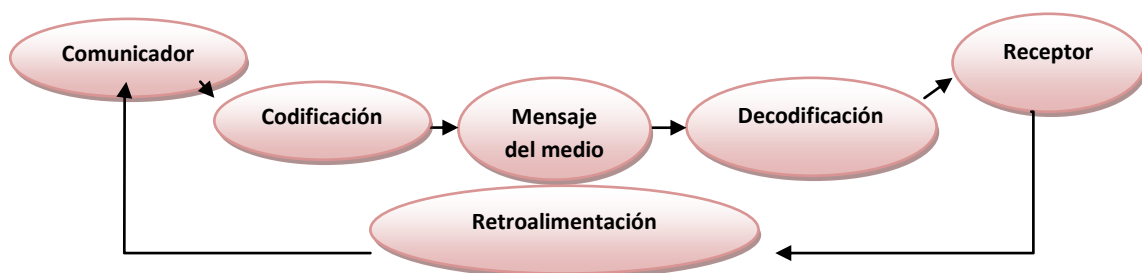 Comunicador
Codificación
Mensaje
del medio
Decodificación
Receptor
Retroalimentación